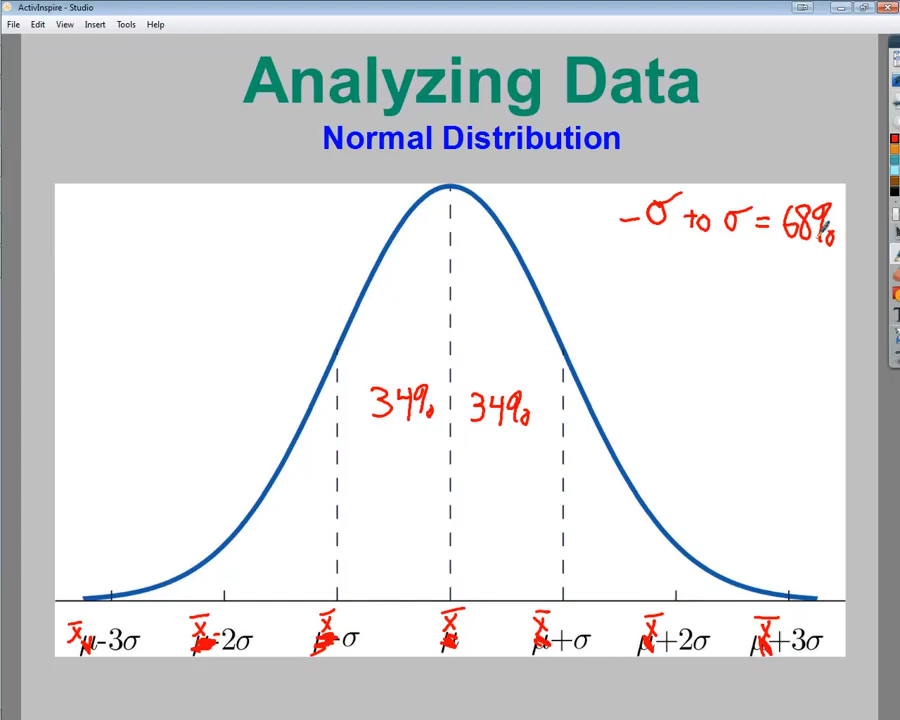 ActivInspire - Studio
File Edit View Insert Tools Help
Analyzing Data
Normal Distribution
-σ to σ = 68%
34% 34%
x̄ x̄ x̄ x̄ x̄ x̄ x̄
μ-3σ μ-2σ μ-σ μ μ+σ μ+2σ μ+3σ